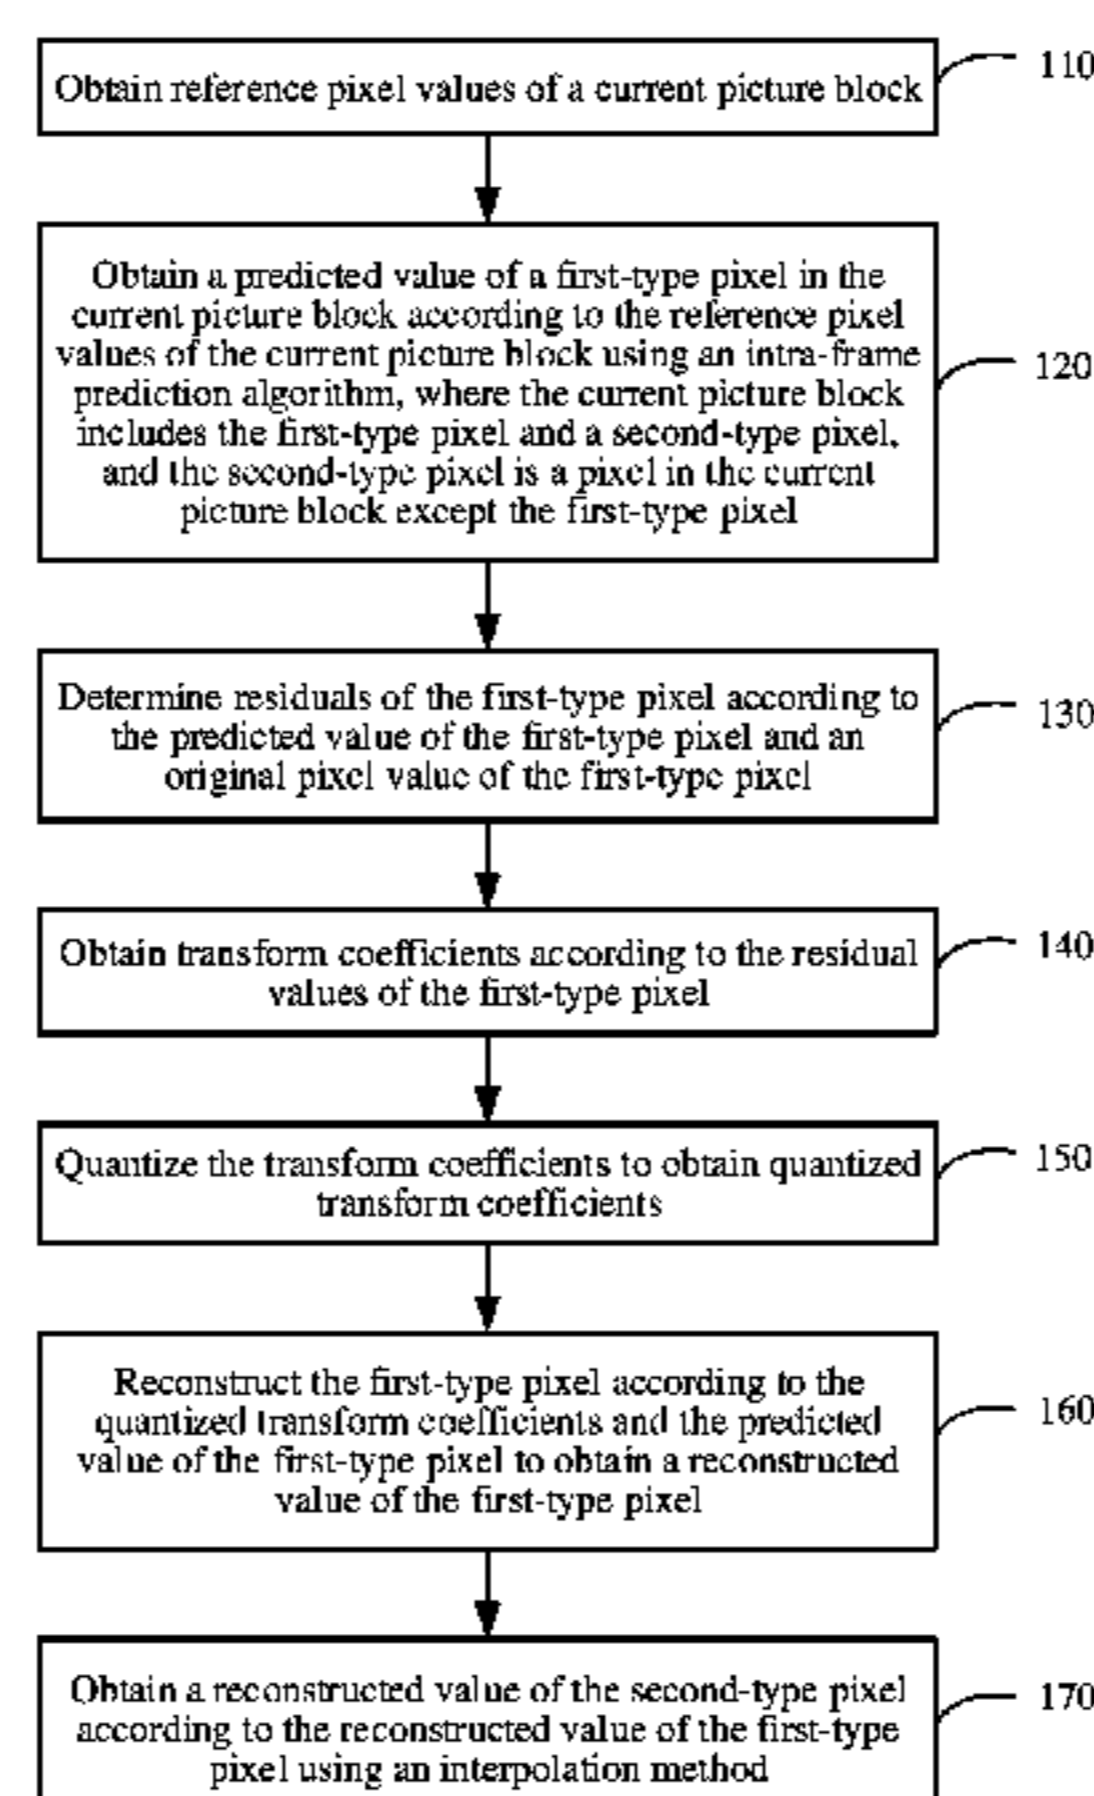 Obtain reference pixel values of a current picture block
110
Obtain a predicted value of a first-type pixel in the
current picture block according to the reference pixel
values of the current picture block using an intra-frame
prediction algorithm, where the current picture block
includes the first-type pixel and a second-type pixel,
and the second-type pixel is a pixel in the current
picture block except the first-type pixel
120
Determine residuals of the first-type pixel according to
the predicted value of the first-type pixel and an
original pixel value of the first-type pixel
130
Obtain transform coefficients according to the residual
values of the first-type pixel
140
Quantize the transform coefficients to obtain quantized
transform coefficients
150
Reconstruct the first-type pixel according to the
quantized transform coefficients and the predicted
value of the first-type pixel to obtain a reconstructed
value of the first-type pixel
160
Obtain a reconstructed value of the second-type pixel
according to the reconstructed value of the first-type
pixel using an interpolation method
170